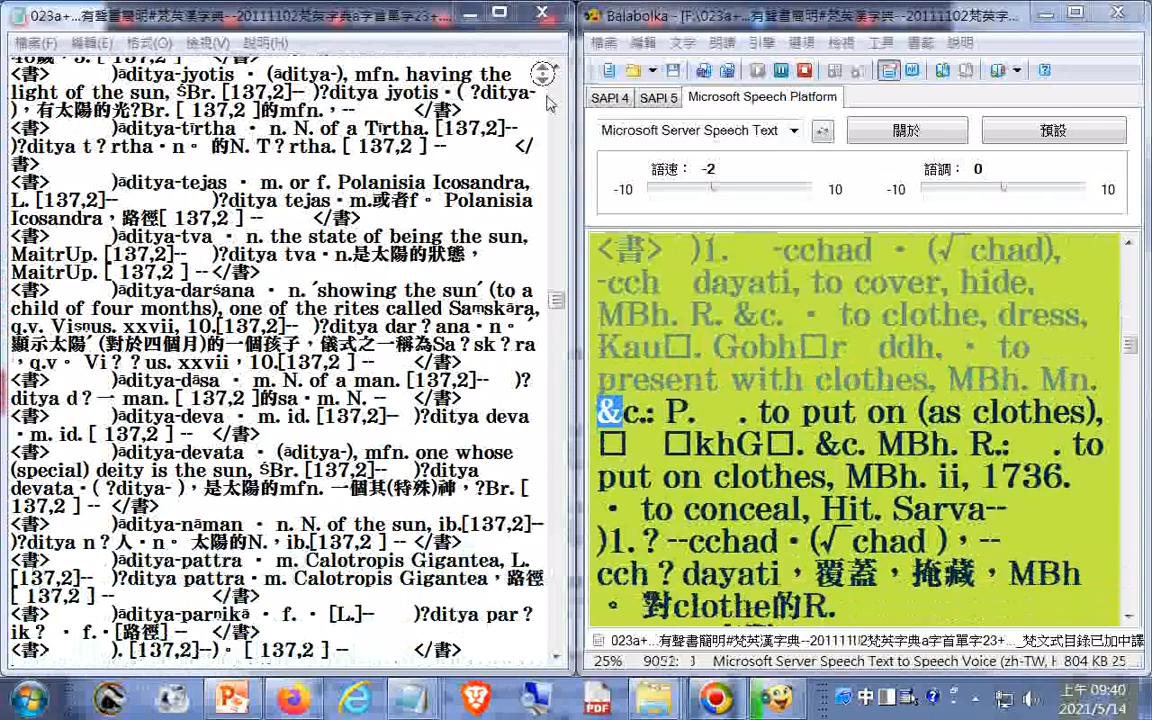 023a+...有聲書簡明#梵英漢字典--20111102梵英字典a字首單字23+...
檔案(F) 編輯(E) 格式(O) 檢視(V) 說明(H)
<書> )āditya-jyotis · (āditya-), mfn. having the
light of the sun, ŚBr. [137,2]-- )?ditya jyotis·( ?ditya-
)，有太陽的光?Br. [ 137,2 ]的mfn.，-- </書>
<書> )āditya-tīrtha · n. N. of a Tīrtha. [137,2]--
)?ditya t？rtha·n。 的N. T？rtha. [ 137,2 ] -- </
書>
<書> )āditya-tejas · m. or f. Polanisia Icosandra,
L. [137,2]-- )?ditya tejas·m.或者f。 Polanisia
Icosandra，路徑[ 137,2 ] -- </書>
<書> )āditya-tva · n. the state of being the sun,
MaitrUp. [137,2]-- )?ditya tva·n.是太陽的狀態，
MaitrUp. [ 137,2 ] -- </書>
<書> )āditya-darśana · n. 'showing the sun' (to a
child of four months), one of the rites called Saṃskāra,
q.v. Viṣṇus. xxvii, 10.[137,2]-- )?ditya dar？ana·n。'
顯示太陽' (對於四個月)的一個孩子，儀式之一稱為Sa？sk？ra
，q.v。 Vi？？us. xxvii，10.[137,2 ] -- </書>
<書> )āditya-dāsa · m. N. of a man. [137,2]-- )?
ditya d？一 man. [ 137,2 ]的sa·m. N. -- </書>
<書> )āditya-deva · m. id. [137,2]-- )?ditya deva
·m. id. [ 137,2 ] -- </書>
<書> )āditya-devata · (āditya-), mfn. one whose
(special) deity is the sun, ŚBr. [137,2]-- )?ditya
devata·( ?ditya- )，是太陽的mfn. 一個其(特殊)神，?Br. [
137,2 ] -- </書>
<書> )āditya-nāman · n. N. of the sun, ib.[137,2]--
)?ditya n？人·n。 太陽的N.，ib.[137,2 ] -- </書>
<書> )āditya-pattra · m. Calotropis Gigantea, L.
[137,2]-- )?ditya pattra·m. Calotropis Gigantea，路徑
[ 137,2 ] -- </書>
<書> )āditya-parṇikā · f. · [L.]-- )?ditya par？
ik？ · f.·[路徑] -- </書>
<書> ). [137,2]--)。[ 137,2 ] -- </書>
Balabolka - [F:\023a+...有聲書簡明#梵英漢字典--20111102梵英字...
檔案 編輯 文字 朗讀 引擎 選項 檢視 工具 書籤 說明
SAPI 4 SAPI 5 Microsoft Speech Platform
Microsoft Server Speech Text 關於 預設
語速： -2 語調： 0
-10 10 -10 10
<書> )1. -cchad · (√ chad),
-cch dayati, to cover, hide,
MBh. R. &c. · to clothe, dress,
Kau□. Gobh□r ddh, · to
present with clothes, MBh. Mn.
&c.: P. . to put on (as clothes),
□ □khG□. &c. MBh. R.: . to
put on clothes, MBh. ii, 1736.
· to conceal, Hit. Sarva--
)1.？--cchad·(√ chad )，--
cch？dayati，覆蓋，掩藏，MBh
。對clothe的R.
023a+...有聲書簡明#梵英漢字典--20111102梵英字典a字首單字23+..._梵文式目錄已加中譯
25% 9052: Microsoft Server Speech Text to Speech Voice (zh-TW, H 804 KB 25
中
上午 09:40
2021/5/14